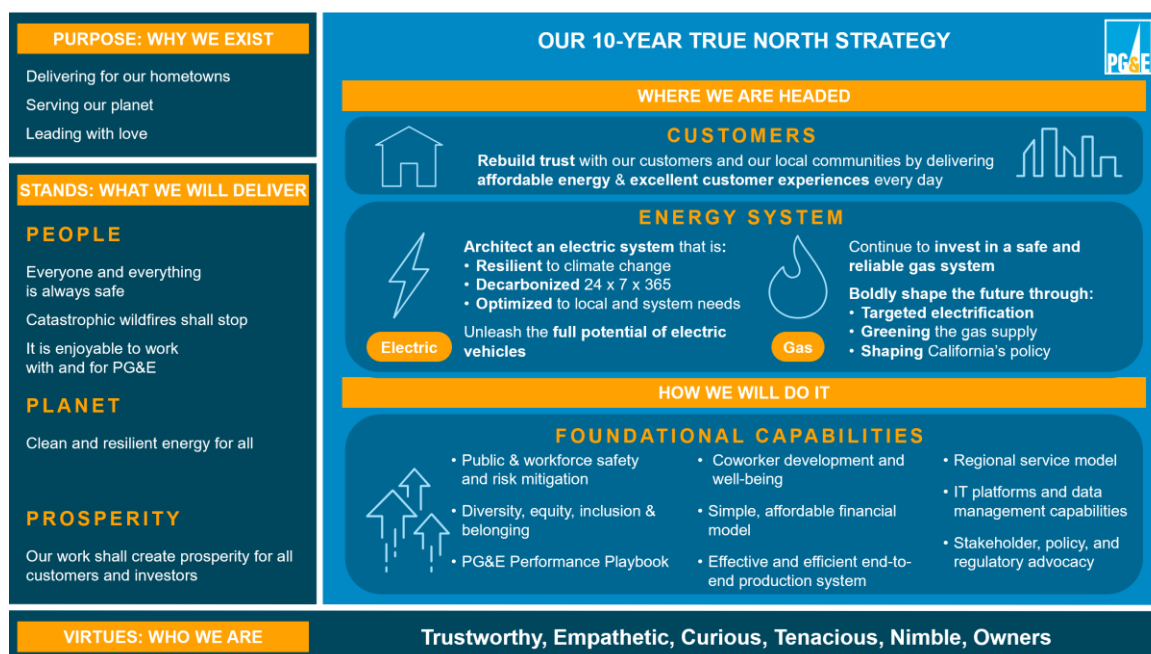 PURPOSE: WHY WE EXIST
Delivering for our hometowns
Serving our planet
Leading with love
STANDS: WHAT WE WILL DELIVER
PEOPLE
Everyone and everything
is always safe
Catastrophic wildfires shall stop
It is enjoyable to work
with and for PG&E
PLANET
Clean and resilient energy for all
PROSPERITY
Our work shall create prosperity for all
customers and investors
OUR 10-YEAR TRUE NORTH STRATEGY
PG&E
WHERE WE ARE HEADED
CUSTOMERS
Rebuild trust with our customers and our local communities by delivering
affordable energy & excellent customer experiences every day
ENERGY SYSTEM
Architect an electric system that is:
• Resilient to climate change
• Decarbonized 24 x 7 x 365
• Optimized to local and system needs
Unleash the full potential of electric
vehicles
Electric
Continue to invest in a safe and
reliable gas system
Boldly shape the future through:
• Targeted electrification
• Greening the gas supply
• Shaping California's policy
Gas
HOW WE WILL DO IT
FOUNDATIONAL CAPABILITIES
• Public & workforce safety
and risk mitigation
• Diversity, equity, inclusion &
belonging
• PG&E Performance Playbook
• Coworker development and
well-being
• Simple, affordable financial
model
• Effective and efficient end-to-
end production system
• Regional service model
• IT platforms and data
management capabilities
• Stakeholder, policy, and
regulatory advocacy
VIRTUES: WHO WE ARE
Trustworthy, Empathetic, Curious, Tenacious, Nimble, Owners